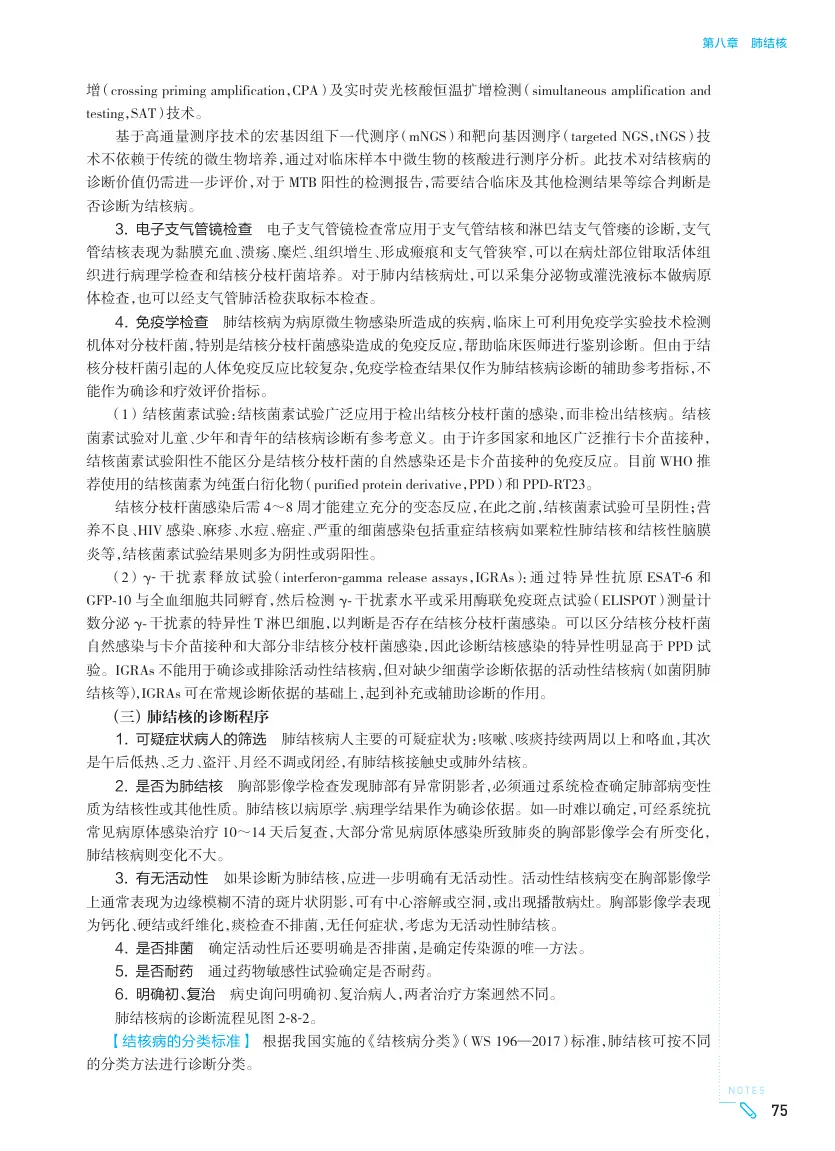 第八章　肺结核
增（crossing priming amplification,CPA）及实时荧光核酸恒温扩增检测（simultaneous amplification and
testing,SAT）技术。
基于高通量测序技术的宏基因组下一代测序（mNGS）和靶向基因测序（targeted NGS,tNGS）技
术不依赖于传统的微生物培养,通过对临床样本中微生物的核酸进行测序分析。此技术对结核病的
诊断价值仍需进一步评价,对于 MTB 阳性的检测报告,需要结合临床及其他检测结果等综合判断是
否诊断为结核病。
3. 电子支气管镜检查　电子支气管镜检查常应用于支气管结核和淋巴结支气管瘘的诊断,支气
管结核表现为黏膜充血、溃疡、糜烂、组织增生、形成瘢痕和支气管狭窄,可以在病灶部位钳取活体组
织进行病理学检查和结核分枝杆菌培养。对于肺内结核病灶,可以采集分泌物或灌洗液标本做病原
体检查,也可以经支气管肺活检获取标本检查。
4. 免疫学检查　肺结核病为病原微生物感染所造成的疾病,临床上可利用免疫学实验技术检测
机体对分枝杆菌,特别是结核分枝杆菌感染造成的免疫反应,帮助临床医师进行鉴别诊断。但由于结
核分枝杆菌引起的人体免疫反应比较复杂,免疫学检查结果仅作为肺结核病诊断的辅助参考指标,不
能作为确诊和疗效评价指标。
（1）结核菌素试验:结核菌素试验广泛应用于检出结核分枝杆菌的感染,而非检出结核病。结核
菌素试验对儿童、少年和青年的结核病诊断有参考意义。由于许多国家和地区广泛推行卡介苗接种,
结核菌素试验阳性不能区分是结核分枝杆菌的自然感染还是卡介苗接种的免疫反应。目前 WHO 推
荐使用的结核菌素为纯蛋白衍化物（purified protein derivative,PPD）和 PPD-RT23。
结核分枝杆菌感染后需 4～8 周才能建立充分的变态反应,在此之前,结核菌素试验可呈阴性;营
养不良、HIV 感染、麻疹、水痘、癌症、严重的细菌感染包括重症结核病如粟粒性肺结核和结核性脑膜
炎等,结核菌素试验结果则多为阴性或弱阳性。
（2）γ- 干扰素释放试验（interferon-gamma release assays,IGRAs）:通过特异性抗原 ESAT-6 和
GFP-10 与全血细胞共同孵育,然后检测 γ- 干扰素水平或采用酶联免疫斑点试验（ELISPOT）测量计
数分泌 γ- 干扰素的特异性 T 淋巴细胞,以判断是否存在结核分枝杆菌感染。可以区分结核分枝杆菌
自然感染与卡介苗接种和大部分非结核分枝杆菌感染,因此诊断结核感染的特异性明显高于 PPD 试
验。IGRAs 不能用于确诊或排除活动性结核病,但对缺少细菌学诊断依据的活动性结核病（如菌阴肺
结核等）,IGRAs 可在常规诊断依据的基础上,起到补充或辅助诊断的作用。
（三）肺结核的诊断程序
1. 可疑症状病人的筛选　肺结核病人主要的可疑症状为:咳嗽、咳痰持续两周以上和咯血,其次
是午后低热、乏力、盗汗、月经不调或闭经,有肺结核接触史或肺外结核。
2. 是否为肺结核　胸部影像学检查发现肺部有异常阴影者,必须通过系统检查确定肺部病变性
质为结核性或其他性质。肺结核以病原学、病理学结果作为确诊依据。如一时难以确定,可经系统抗
常见病原体感染治疗 10～14 天后复查,大部分常见病原体感染所致肺炎的胸部影像学会有所变化,
肺结核病则变化不大。
3. 有无活动性　如果诊断为肺结核,应进一步明确有无活动性。活动性结核病变在胸部影像学
上通常表现为边缘模糊不清的斑片状阴影,可有中心溶解或空洞,或出现播散病灶。胸部影像学表现
为钙化、硬结或纤维化,痰检查不排菌,无任何症状,考虑为无活动性肺结核。
4. 是否排菌　确定活动性后还要明确是否排菌,是确定传染源的唯一方法。
5. 是否耐药　通过药物敏感性试验确定是否耐药。
6. 明确初、复治　病史询问明确初、复治病人,两者治疗方案迥然不同。
肺结核病的诊断流程见图 2-8-2。
【结核病的分类标准】 根据我国实施的《结核病分类》（WS 196—2017）标准,肺结核可按不同
的分类方法进行诊断分类。
NOTES
75